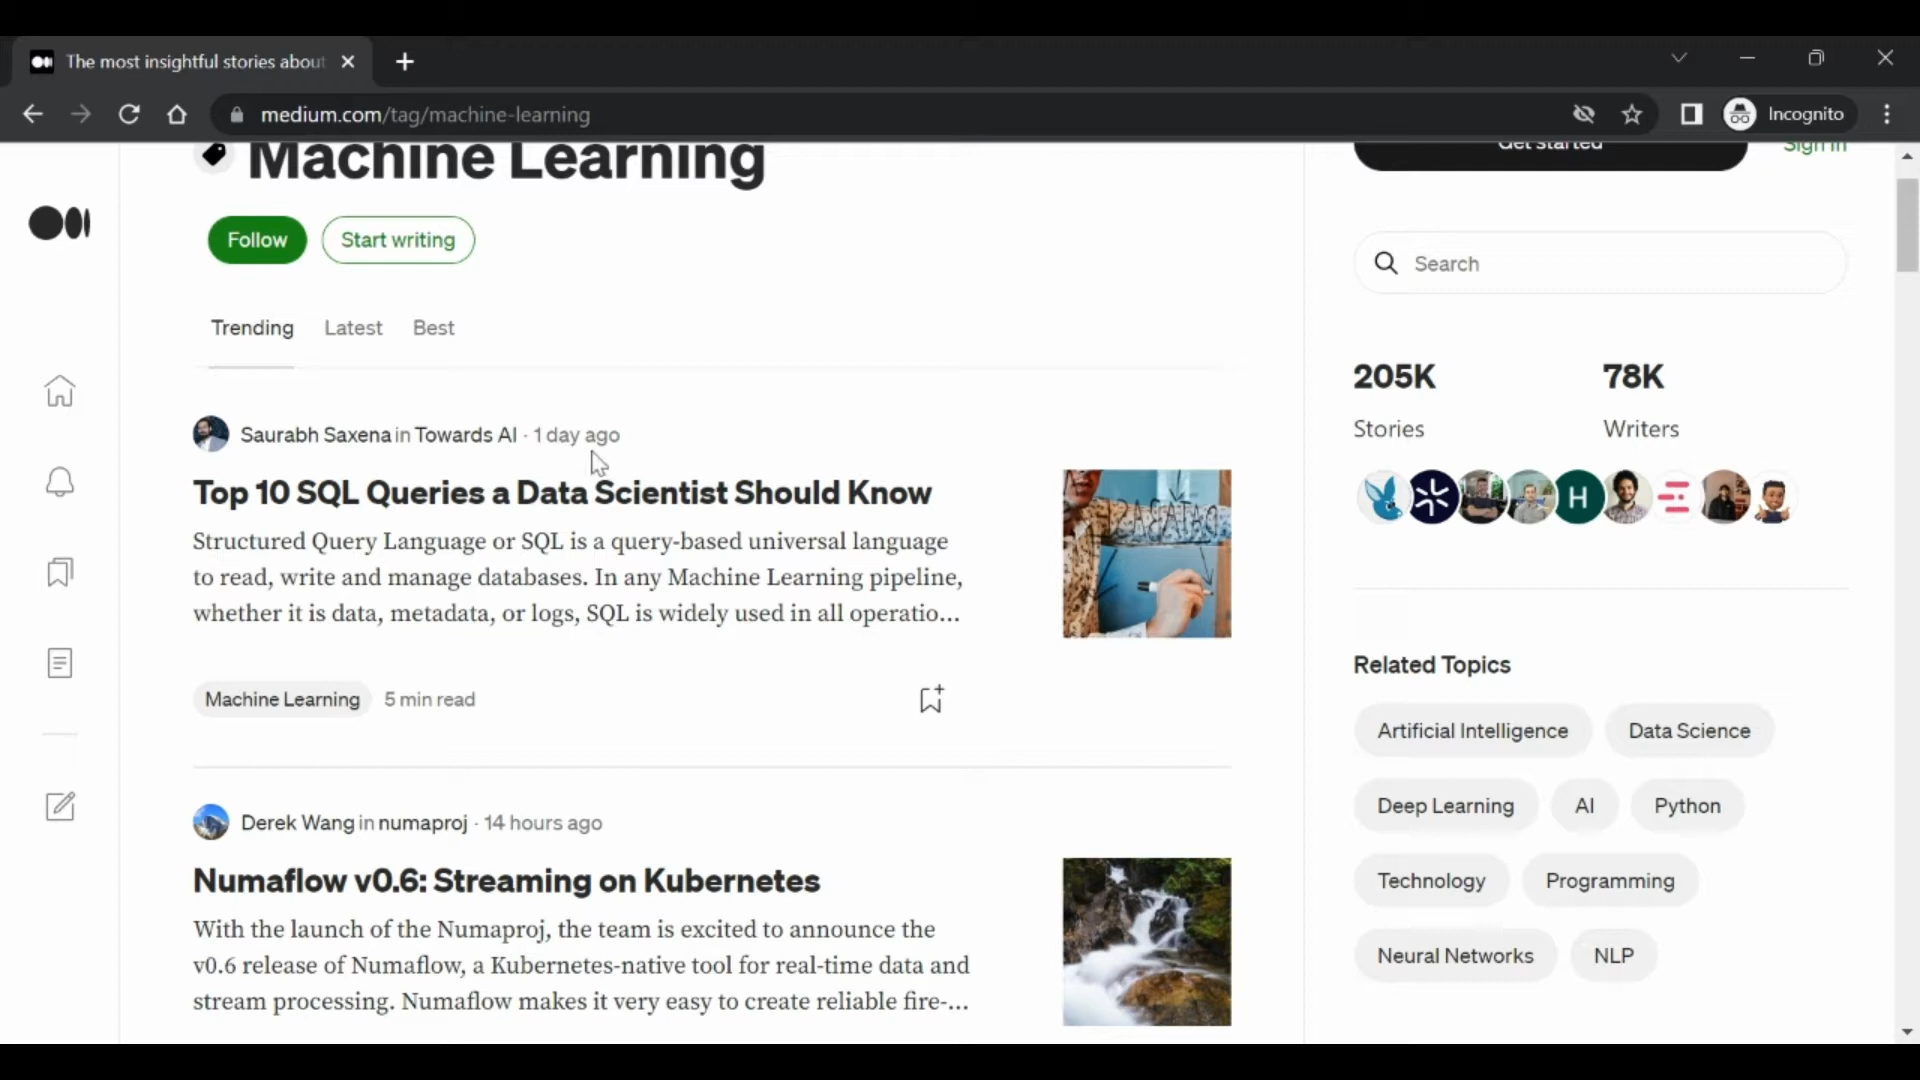 The most insightful stories about
medium.com/tag/machine-learning
Incognito
Machine Learning
Get started
Sign In
Follow
Start writing
Search
Trending
Latest
Best
205K
78K
Stories
Writers
Saurabh Saxena in Towards AI · 1 day ago
Top 10 SQL Queries a Data Scientist Should Know
Structured Query Language or SQL is a query-based universal language
to read, write and manage databases. In any Machine Learning pipeline,
whether it is data, metadata, or logs, SQL is widely used in all operatio...
H
Machine Learning
5 min read
Related Topics
Artificial Intelligence
Data Science
Deep Learning
AI
Python
Technology
Programming
Neural Networks
NLP
Derek Wang in numaproj · 14 hours ago
Numaflow v0.6: Streaming on Kubernetes
With the launch of the Numaproj, the team is excited to announce the
v0.6 release of Numaflow, a Kubernetes-native tool for real-time data and
stream processing. Numaflow makes it very easy to create reliable fire-...